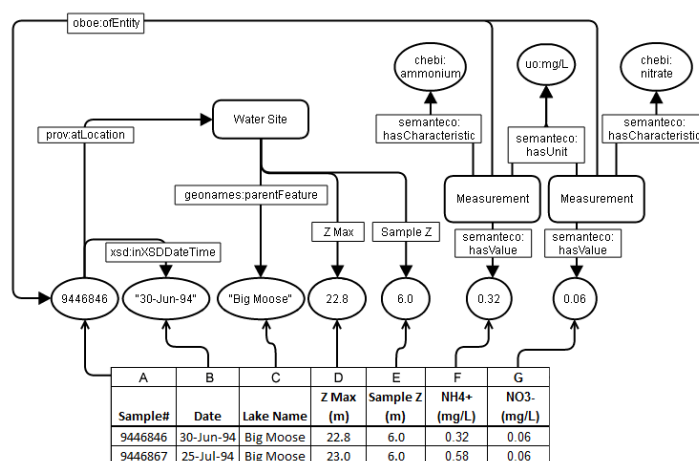 oboe:ofEntity
chebi:
ammonium
uo:mg/L
chebi:
nitrate
prov:atLocation
Water Site
semanteco:
hasCharacteristic
semanteco:
hasUnit
semanteco:
hasCharacteristic
geonames:parentFeature
Measurement
Measurement
xsd:inXSDDateTime
Z Max
Sample Z
semanteco:
hasValue
semanteco:
hasValue
9446846
"30-Jun-94"
"Big Moose"
22.8
6.0
0.32
0.06
A B C D E F G
Sample# Date Lake Name Z Max (m) Sample Z (m) NH4+ (mg/L) NO3- (mg/L)
9446846 30-Jun-94 Big Moose 22.8 6.0 0.32 0.06
9446867 25-Jul-94 Big Moose 23.0 6.0 0.58 0.06